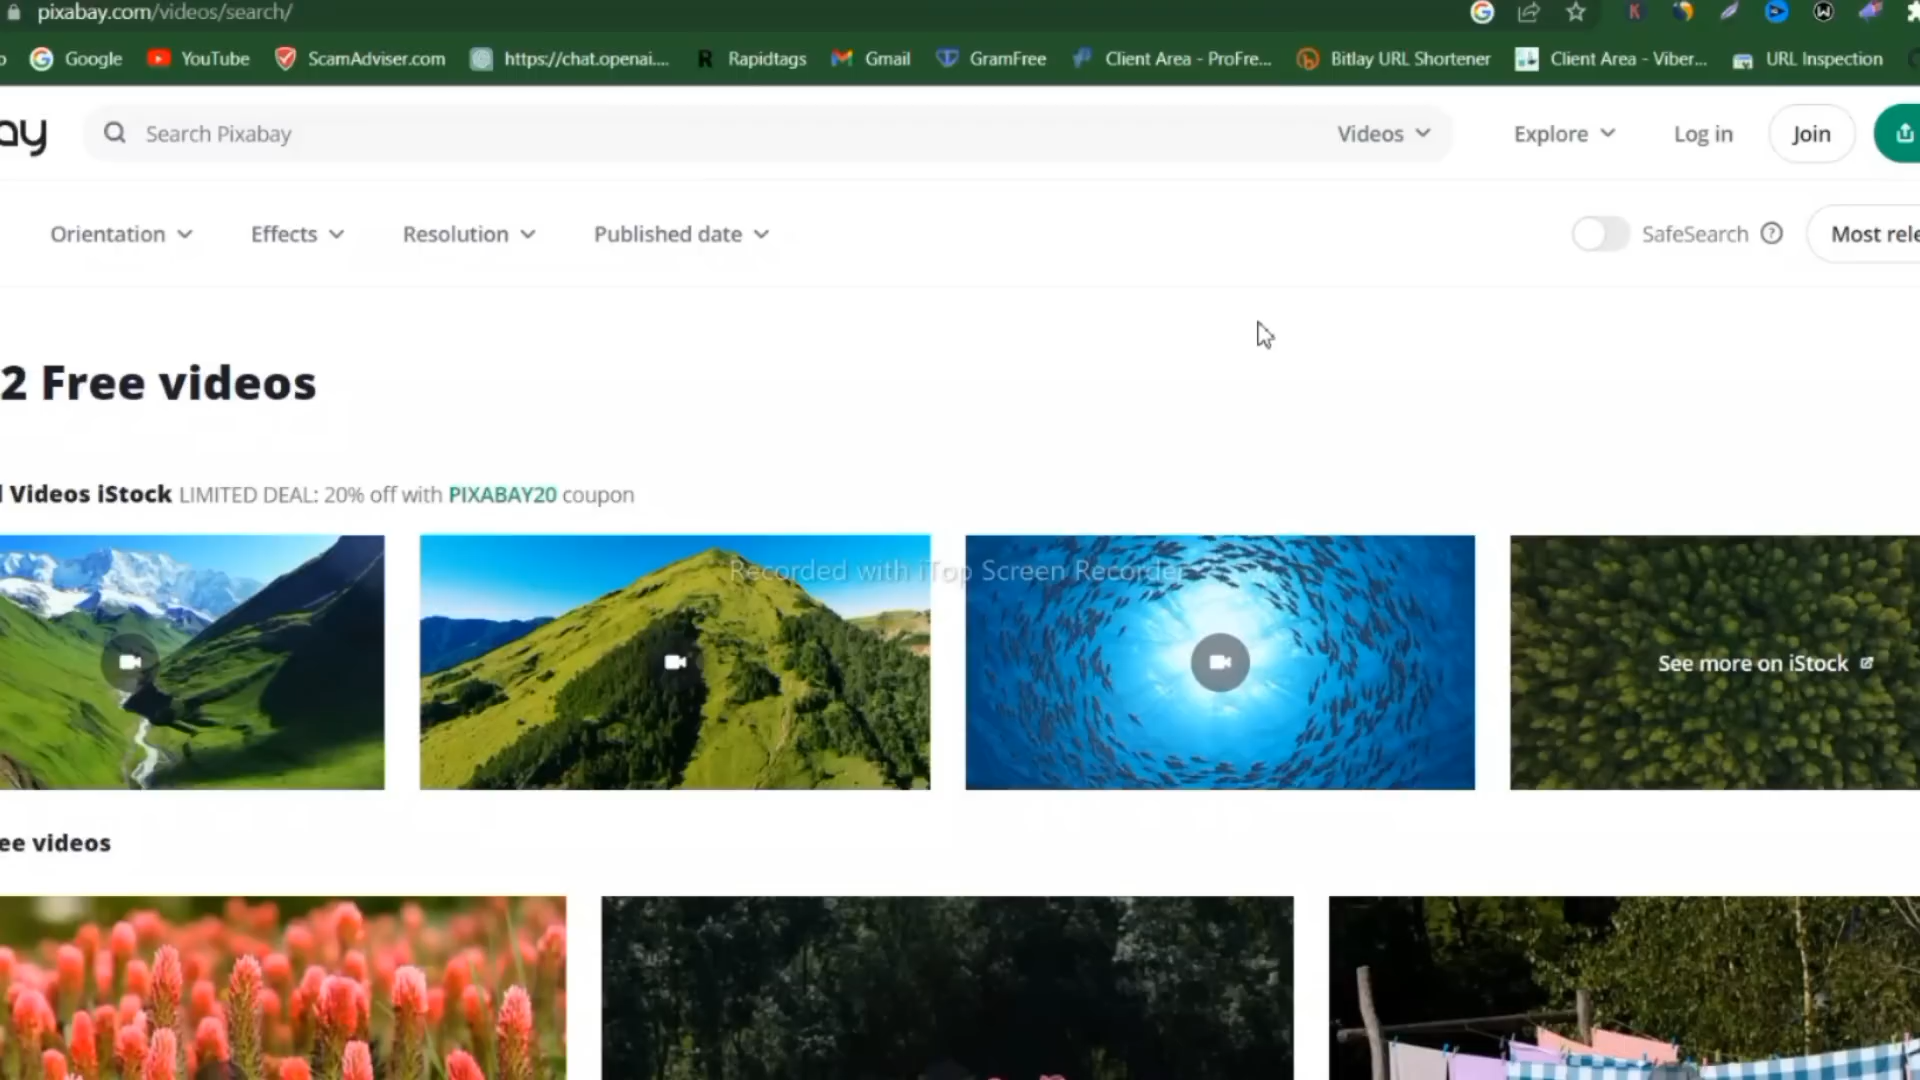 pixabay.com/videos/search/
Google YouTube ScamAdviser.com https://chat.openai.... Rapidtags Gmail GramFree Client Area - ProFre... Bitlay URL Shortener Client Area - Viber... URL Inspection
ay Search Pixabay Videos Explore Log in Join
Orientation Effects Resolution Published date SafeSearch Most rele
2 Free videos
l Videos iStock LIMITED DEAL: 20% off with PIXABAY20 coupon
Recorded with iTop Screen Recorder
See more on iStock
ee videos